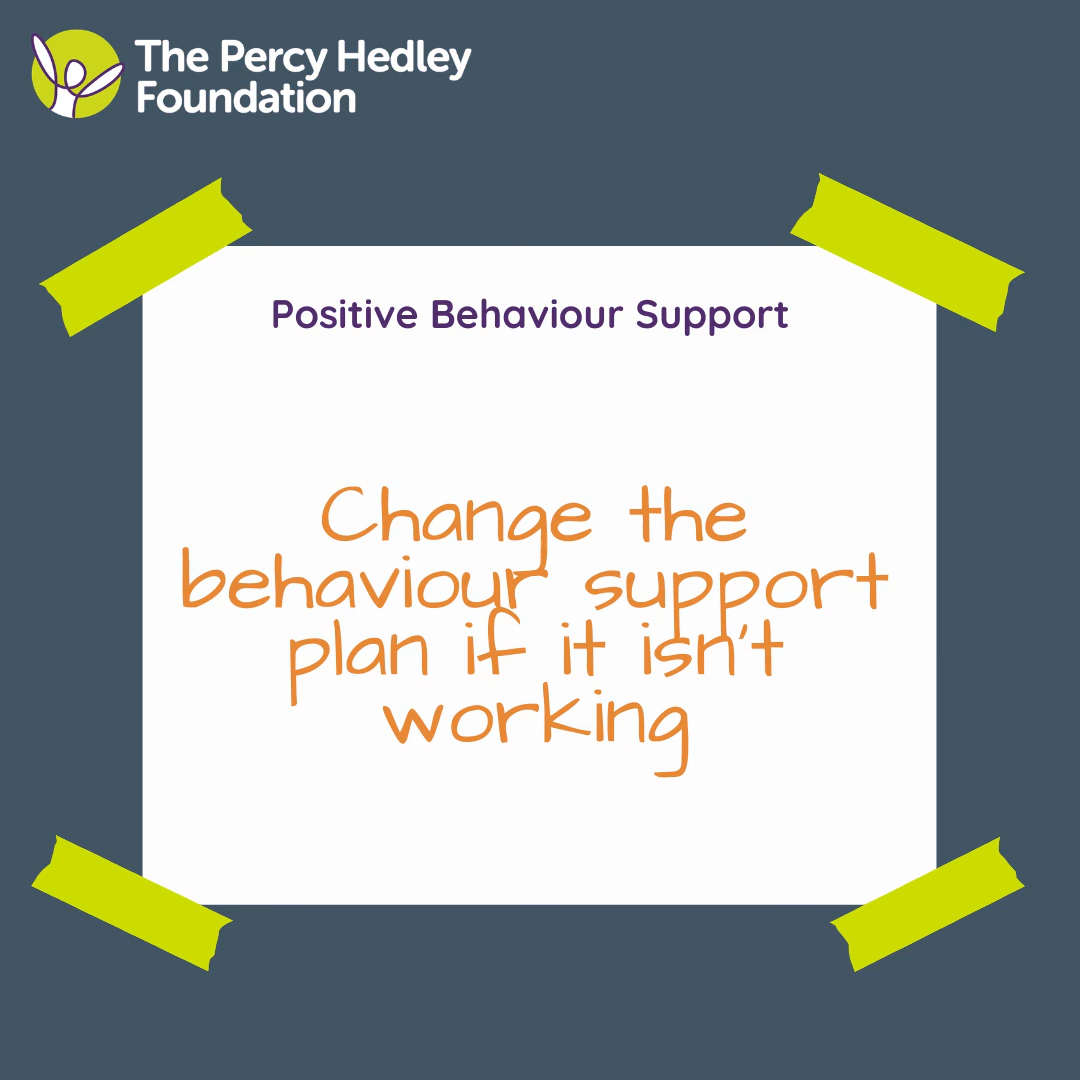 The Percy Hedley
Foundation
Positive Behaviour Support
Change the
behaviour support
plan if it isn't
working